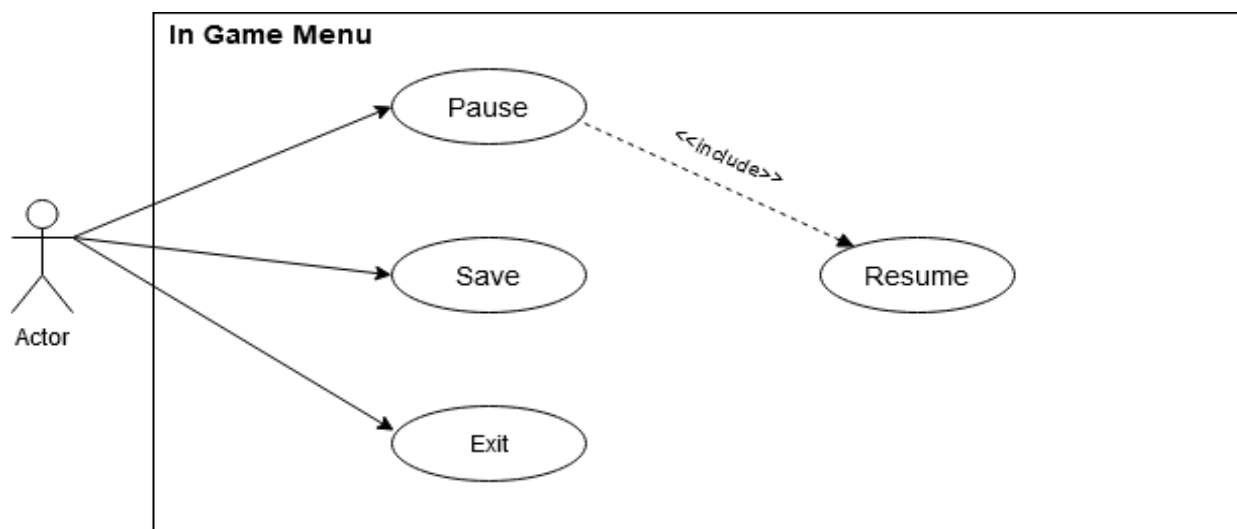 In Game Menu
Pause
<<include>>
Save
Resume
Actor
Exit